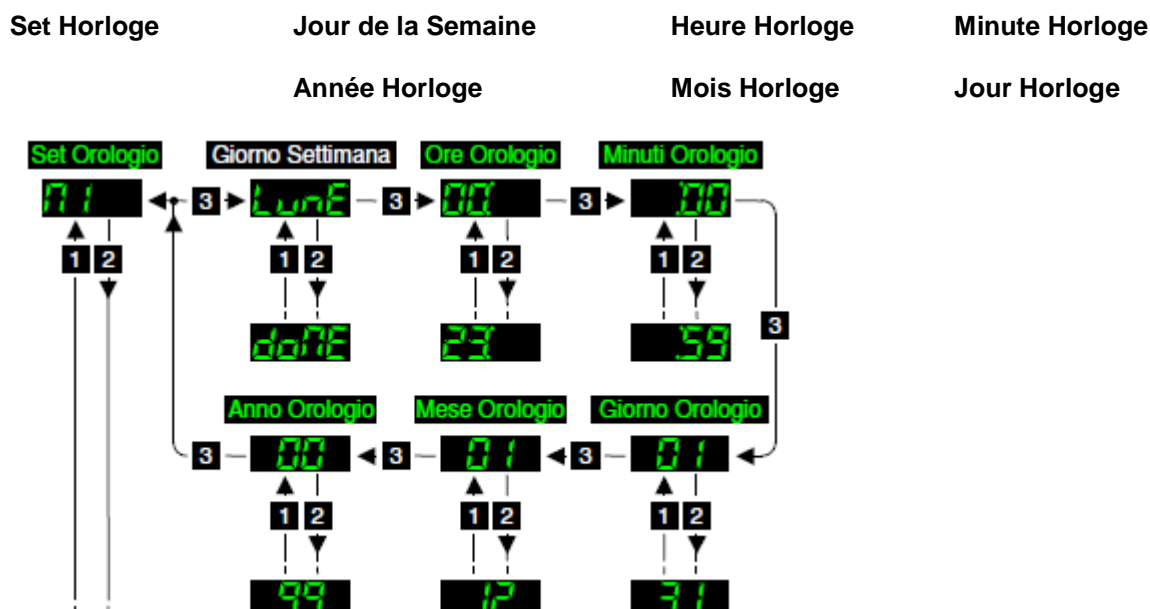 Set Horloge Jour de la Semaine Heure Horloge Minute Horloge
Année Horloge Mois Horloge Jour Horloge
Set Orologio Giorno Settimana Ore Orologio Minuti Orologio
M1 3 LunE 3 00. 3 .00
1 2 1 2 1 2 1 2
3
doME 23. .59
Anno Orologio Mese Orologio Giorno Orologio
3 00 3 01 3 01
1 2 1 2 1 2
99 12 31